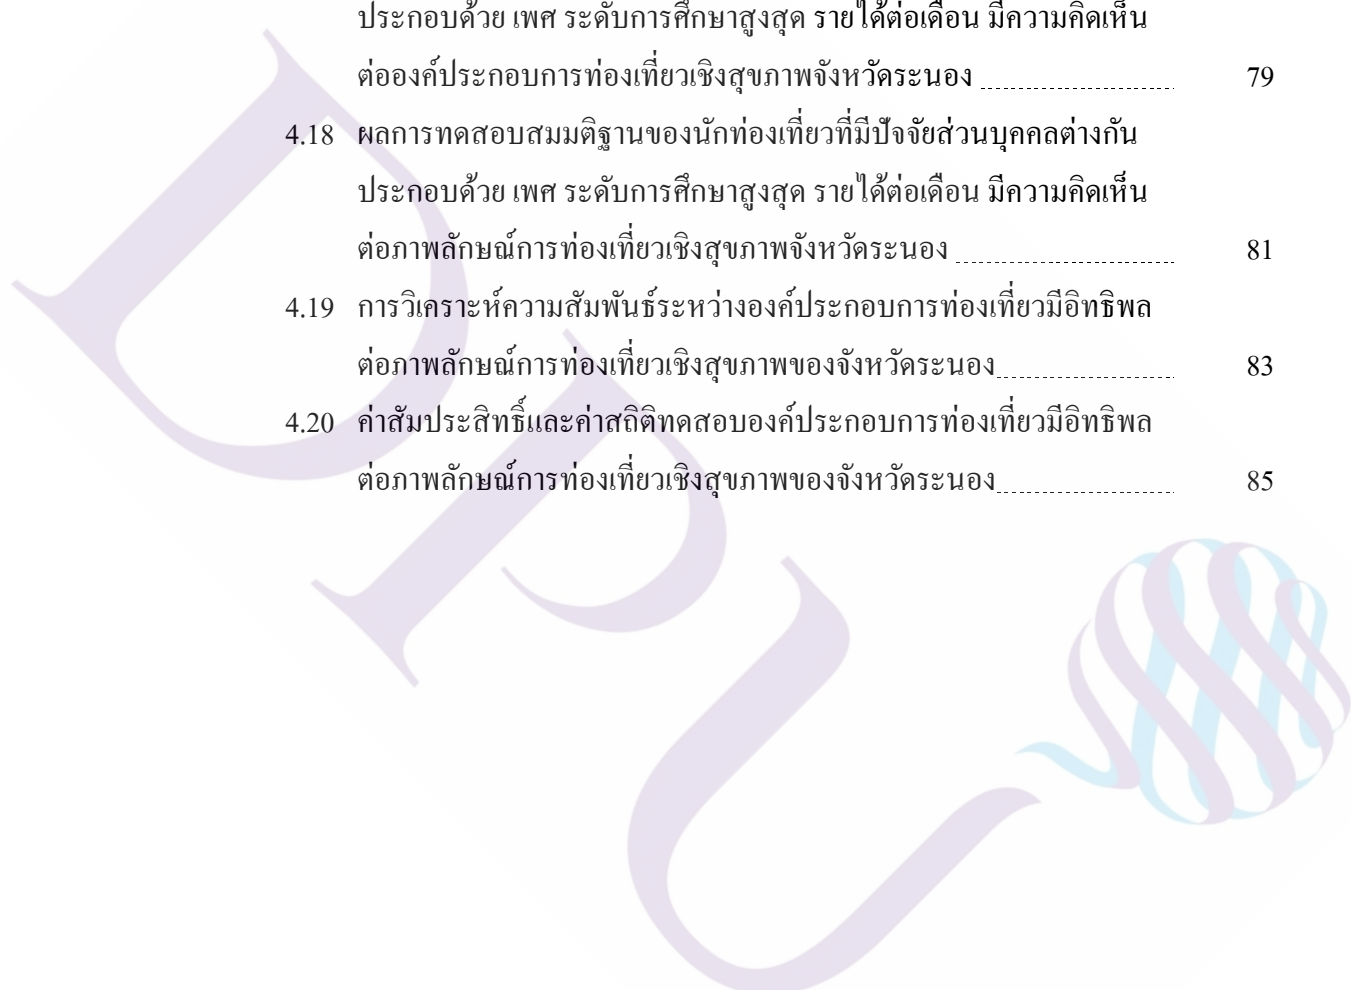 ประกอบด้วย เพศ ระดับการศึกษาสูงสุด รายได้ต่อเดือน มีความคิดเห็น
ต่อองค์ประกอบการท่องเที่ยวเชิงสุขภาพจังหวัดระนอง 79
4.18 ผลการทดสอบสมมติฐานของนักท่องเที่ยวที่มีปัจจัยส่วนบุคคลต่างกัน
ประกอบด้วย เพศ ระดับการศึกษาสูงสุด รายได้ต่อเดือน มีความคิดเห็น
ต่อภาพลักษณ์การท่องเที่ยวเชิงสุขภาพจังหวัดระนอง 81
4.19 การวิเคราะห์ความสัมพันธ์ระหว่างองค์ประกอบการท่องเที่ยวมีอิทธิพล
ต่อภาพลักษณ์การท่องเที่ยวเชิงสุขภาพของจังหวัดระนอง 83
4.20 ค่าสัมประสิทธิ์และค่าสถิติทดสอบองค์ประกอบการท่องเที่ยวมีอิทธิพล
ต่อภาพลักษณ์การท่องเที่ยวเชิงสุขภาพของจังหวัดระนอง 85
DPU